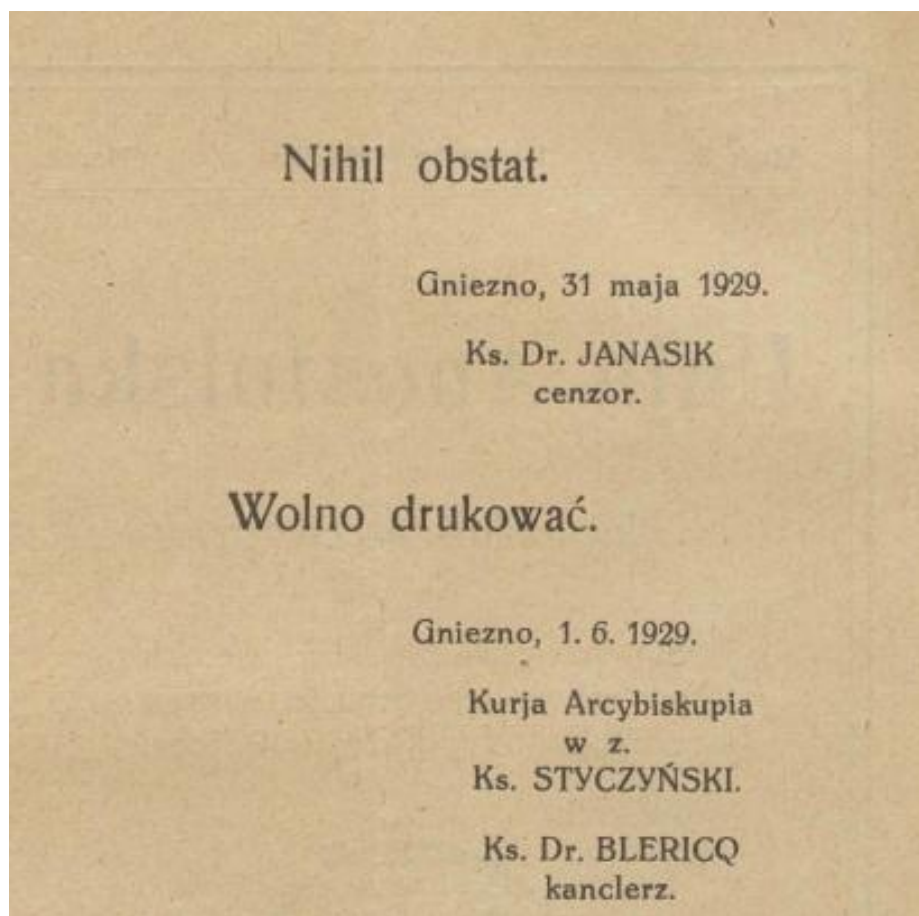 Nihil obstat.
Gniezno, 31 maja 1929.
Ks. Dr. JANASIK
cenzor.
Wolno drukować.
Gniezno, 1. 6. 1929.
Kurja Arcybiskupia
w z.
Ks. STYCZYŃSKI.
Ks. Dr. BLERICQ
kanclerz.